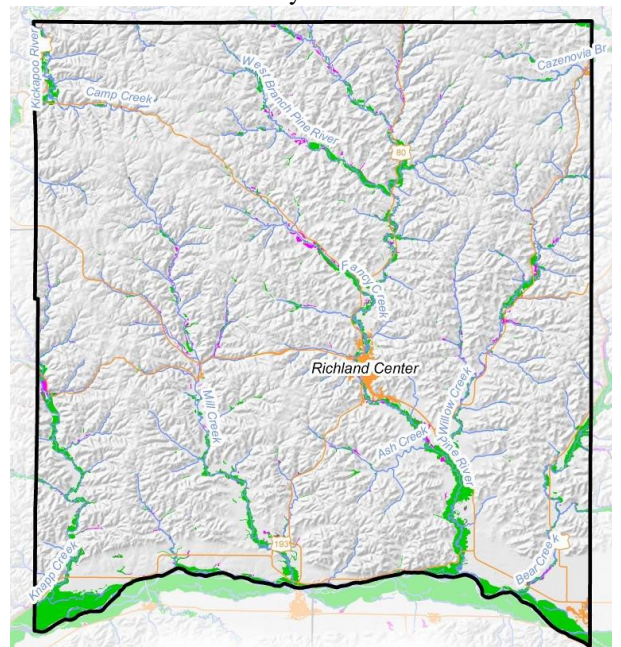 Kickapoo River
Camp Creek
West Branch Pine River
Cazenovia Br
80
Fancy Creek
Richland Center
Mill Creek
Willow Creek
Ash Creek
Pine River
193
Knapp Creek
Bear Creek